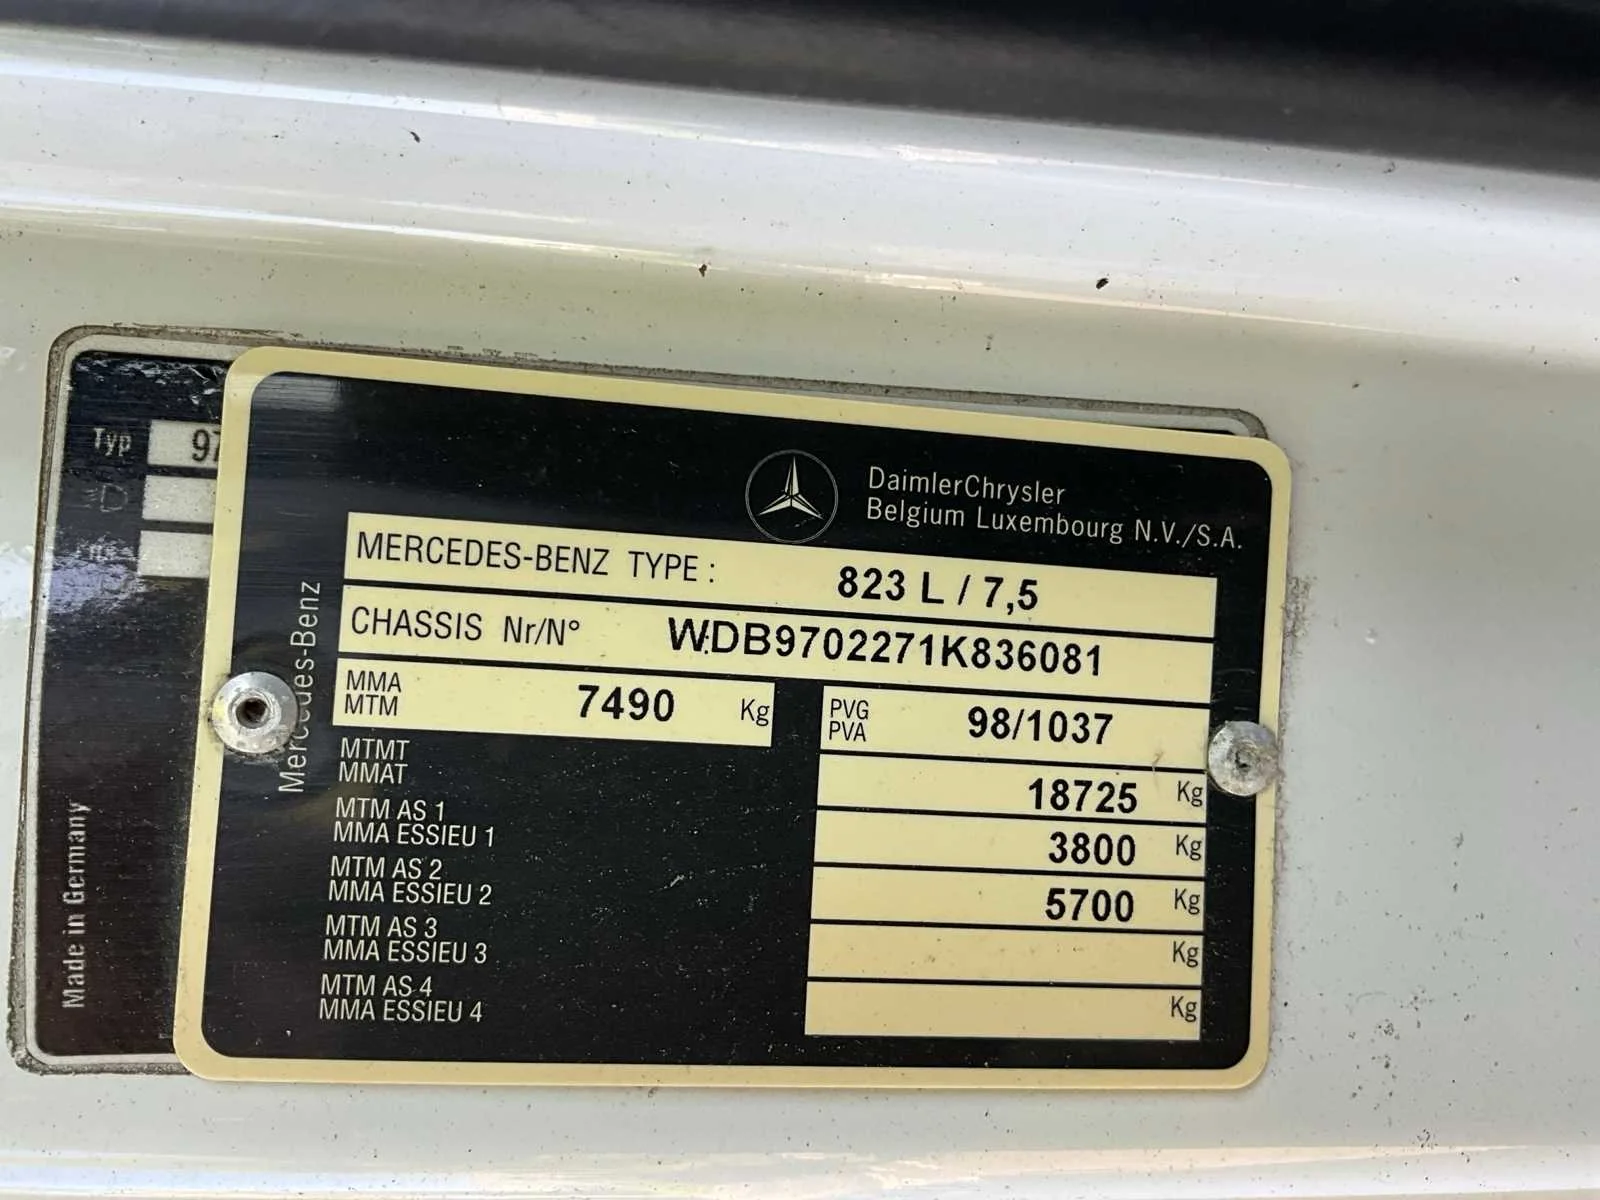 Typ 97
DaimlerChrysler
Belgium Luxembourg N.V./S.A.
MERCEDES-BENZ TYPE : 823 L / 7,5
CHASSIS Nr/N° WDB9702271K836081
MMA
MTM 7490 Kg
PVG
PVA 98/1037
MTMT
MMAT 18725 Kg
MTM AS 1
MMA ESSIEU 1 3800 Kg
MTM AS 2
MMA ESSIEU 2 5700 Kg
MTM AS 3
MMA ESSIEU 3 Kg
MTM AS 4
MMA ESSIEU 4 Kg
Mercedes-Benz
Made in Germany